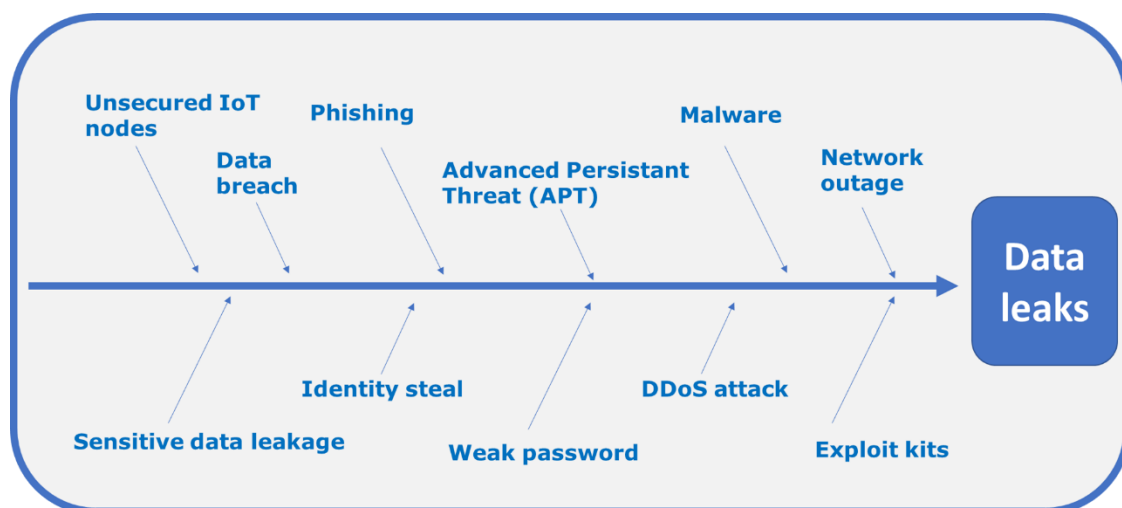 Unsecured IoT
nodes
Phishing
Malware
Data
breach
Advanced Persistant
Threat (APT)
Network
outage
Data
leaks
Identity steal
DDoS attack
Sensitive data leakage
Weak password
Exploit kits